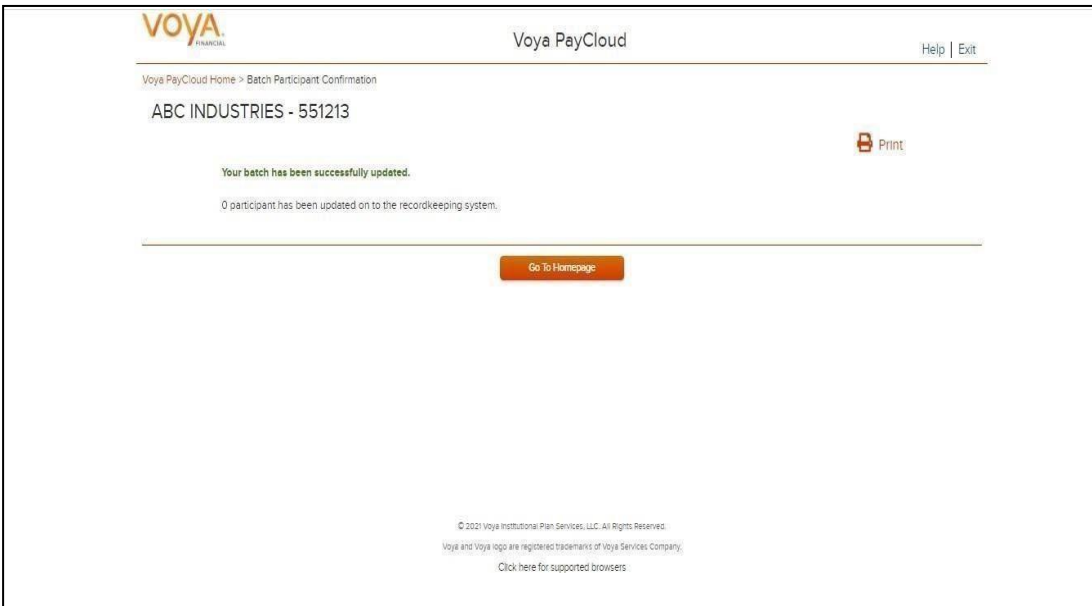 VOYA
FINANCIAL
Voya PayCloud
Help | Exit
Voya PayCloud Home > Batch Participant Confirmation
ABC INDUSTRIES - 551213
Print
Your batch has been successfully updated.
0 participant has been updated on to the recordkeeping system.
Go To Homepage
© 2021 Voya Institutional Plan Services, LLC. All Rights Reserved.
Voya and Voya logo are registered trademarks of Voya Services Company.
Click here for supported browsers